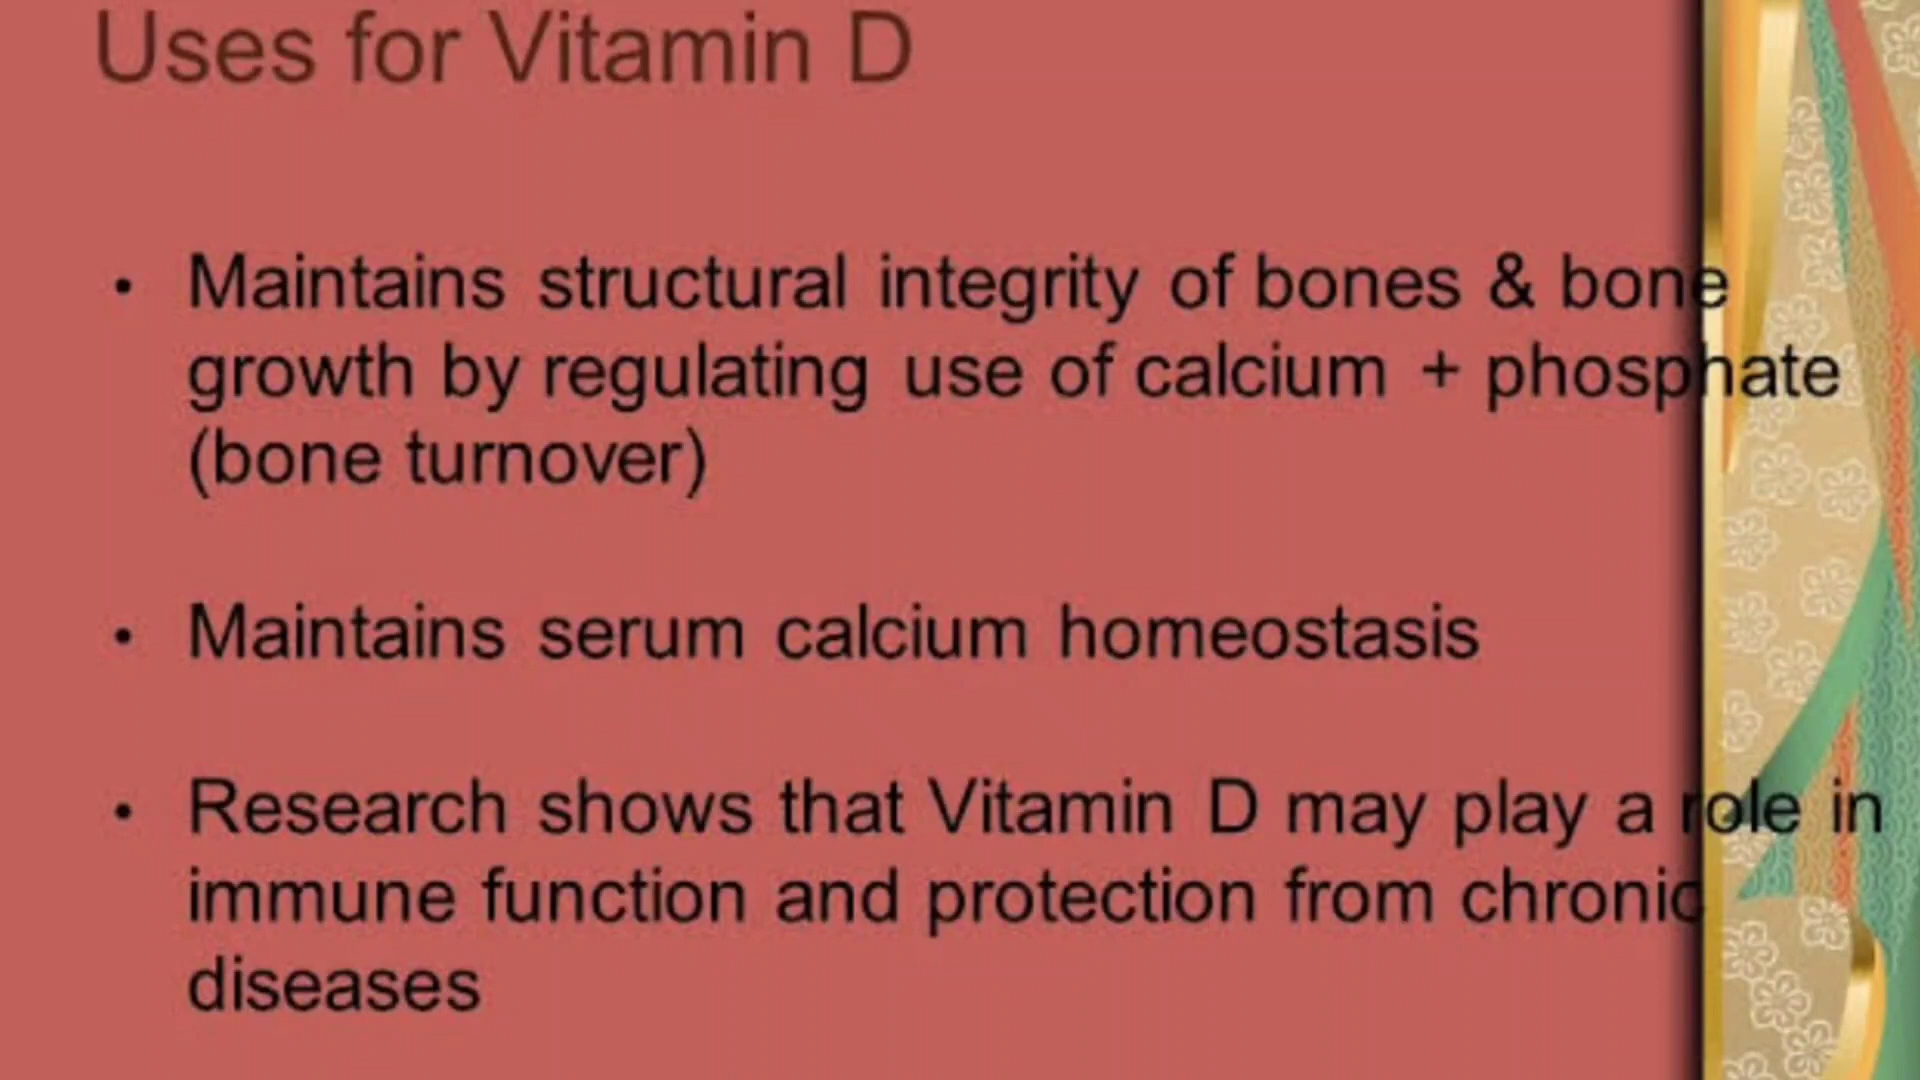 Uses for Vitamin D
• Maintains structural integrity of bones & bone
growth by regulating use of calcium + phosphate
(bone turnover)
• Maintains serum calcium homeostasis
• Research shows that Vitamin D may play a role in
immune function and protection from chronic
diseases